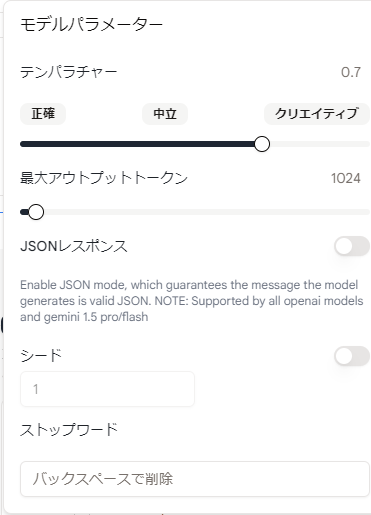 モデルパラメーター
テンパラチャー 0.7
正確 中立 クリエイティブ
最大アウトプットトークン 1024
JSONレスポンス
Enable JSON mode, which guarantees the message the model
generates is valid JSON. NOTE: Supported by all openai models
and gemini 1.5 pro/flash
シード
1
ストップワード
バックスペースで削除